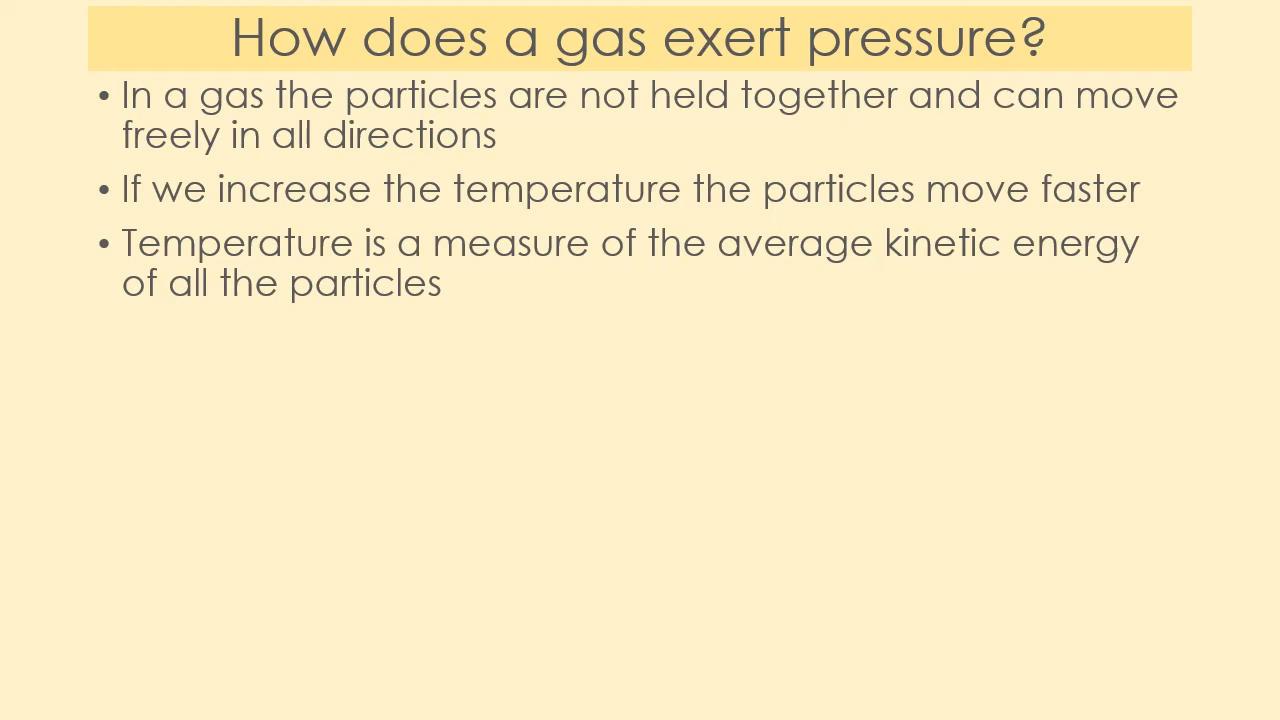 How does a gas exert pressure?
• In a gas the particles are not held together and can move
freely in all directions
• If we increase the temperature the particles move faster
• Temperature is a measure of the average kinetic energy
of all the particles